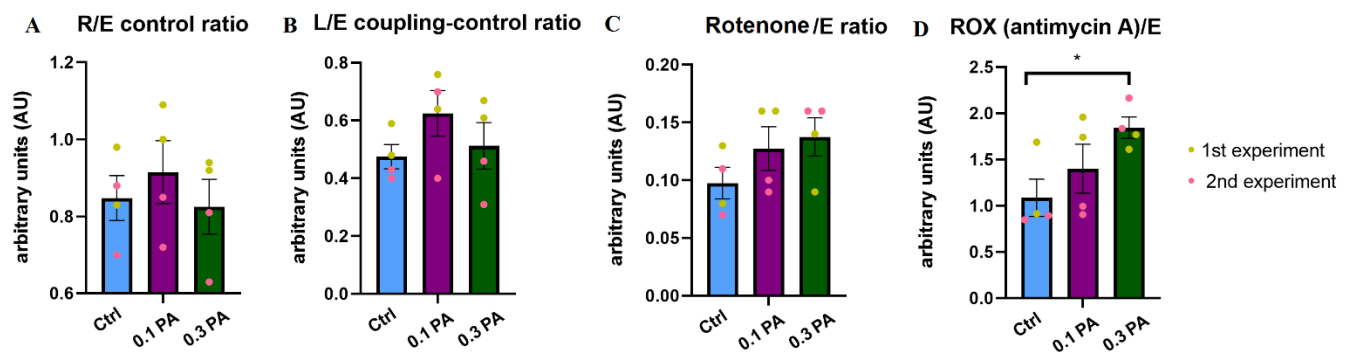 A R/E control ratio
arbitrary units (AU)
1.2
1.0
0.8
0.6
Ctrl
0.1 PA
0.3 PA
B L/E coupling-control ratio
arbitrary units (AU)
0.8
0.6
0.4
0.2
0.0
Ctrl
0.1 PA
0.3 PA
C Rotenone/E ratio
arbitrary units (AU)
0.20
0.15
0.10
0.05
0.00
Ctrl
0.1 PA
0.3 PA
D ROX (antimycin A)/E
arbitrary units (AU)
2.5
2.0
1.5
1.0
0.5
0.0
*
Ctrl
0.1 PA
0.3 PA
1st experiment
2nd experiment